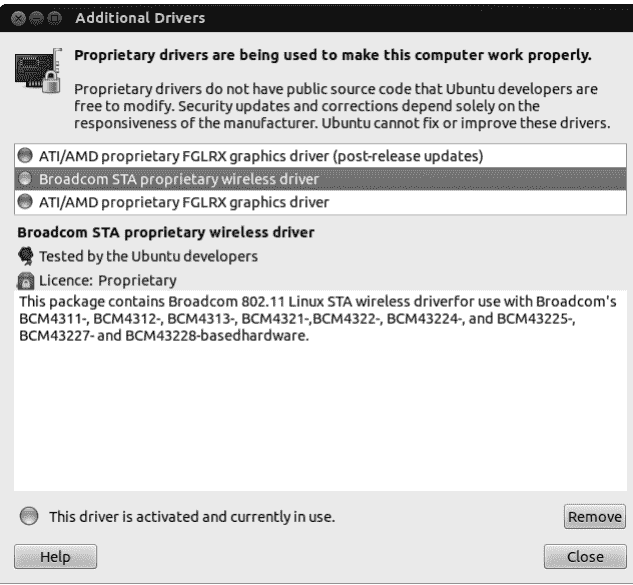 Additional Drivers
Proprietary drivers are being used to make this computer work properly.
Proprietary drivers do not have public source code that Ubuntu developers are
free to modify. Security updates and corrections depend solely on the
responsiveness of the manufacturer. Ubuntu cannot fix or improve these drivers.
ATI/AMD proprietary FGLRX graphics driver (post-release updates)
Broadcom STA proprietary wireless driver
ATI/AMD proprietary FGLRX graphics driver
Broadcom STA proprietary wireless driver
Tested by the Ubuntu developers
Licence: Proprietary
This package contains Broadcom 802.11 Linux STA wireless driverfor use with Broadcom's
BCM4311-, BCM4312-, BCM4313-, BCM4321-,BCM4322-, BCM43224-, and BCM43225-,
BCM43227- and BCM43228-basedhardware.
This driver is activated and currently in use.
Remove
Help
Close